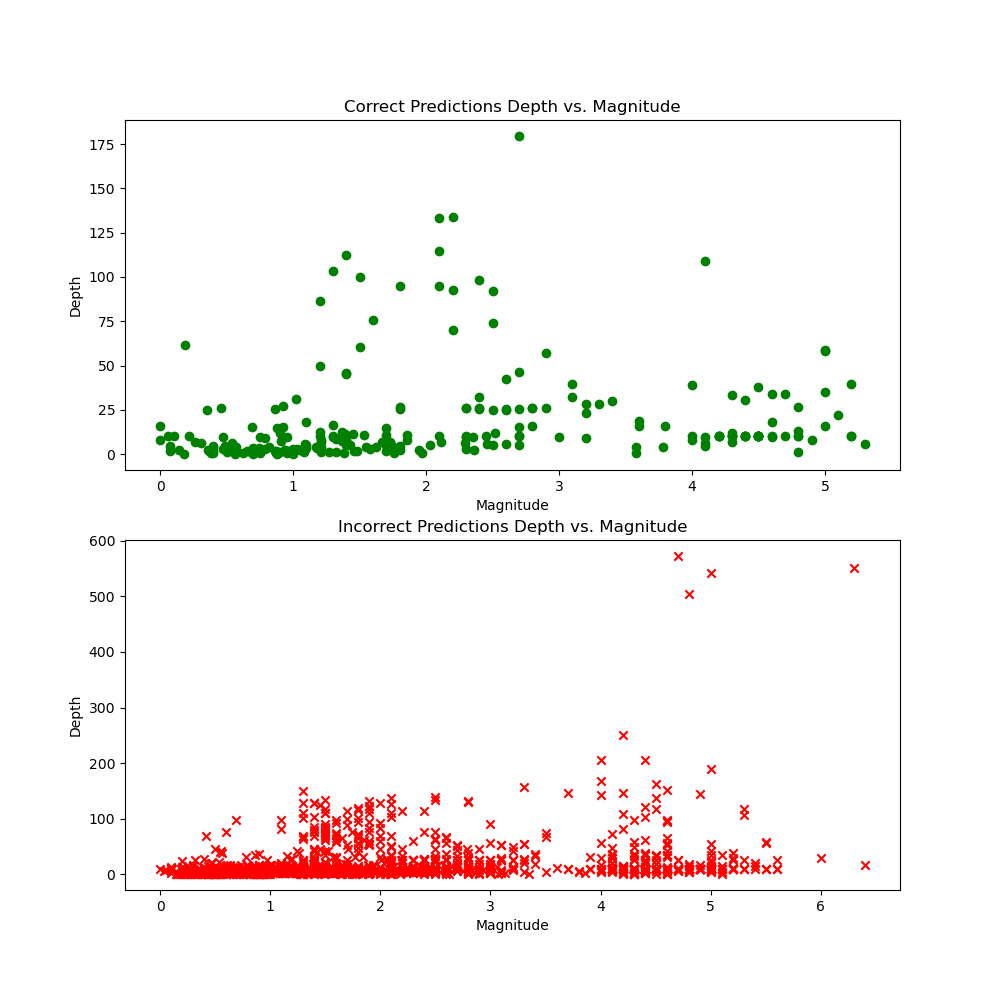 Correct Predictions Depth vs. Magnitude
175
150
125
100
75
50
25
0
Depth
0 1 2 3 4 5
Magnitude
Incorrect Predictions Depth vs. Magnitude
600
500
400
300
200
100
0
Depth
0 1 2 3 4 5 6
Magnitude